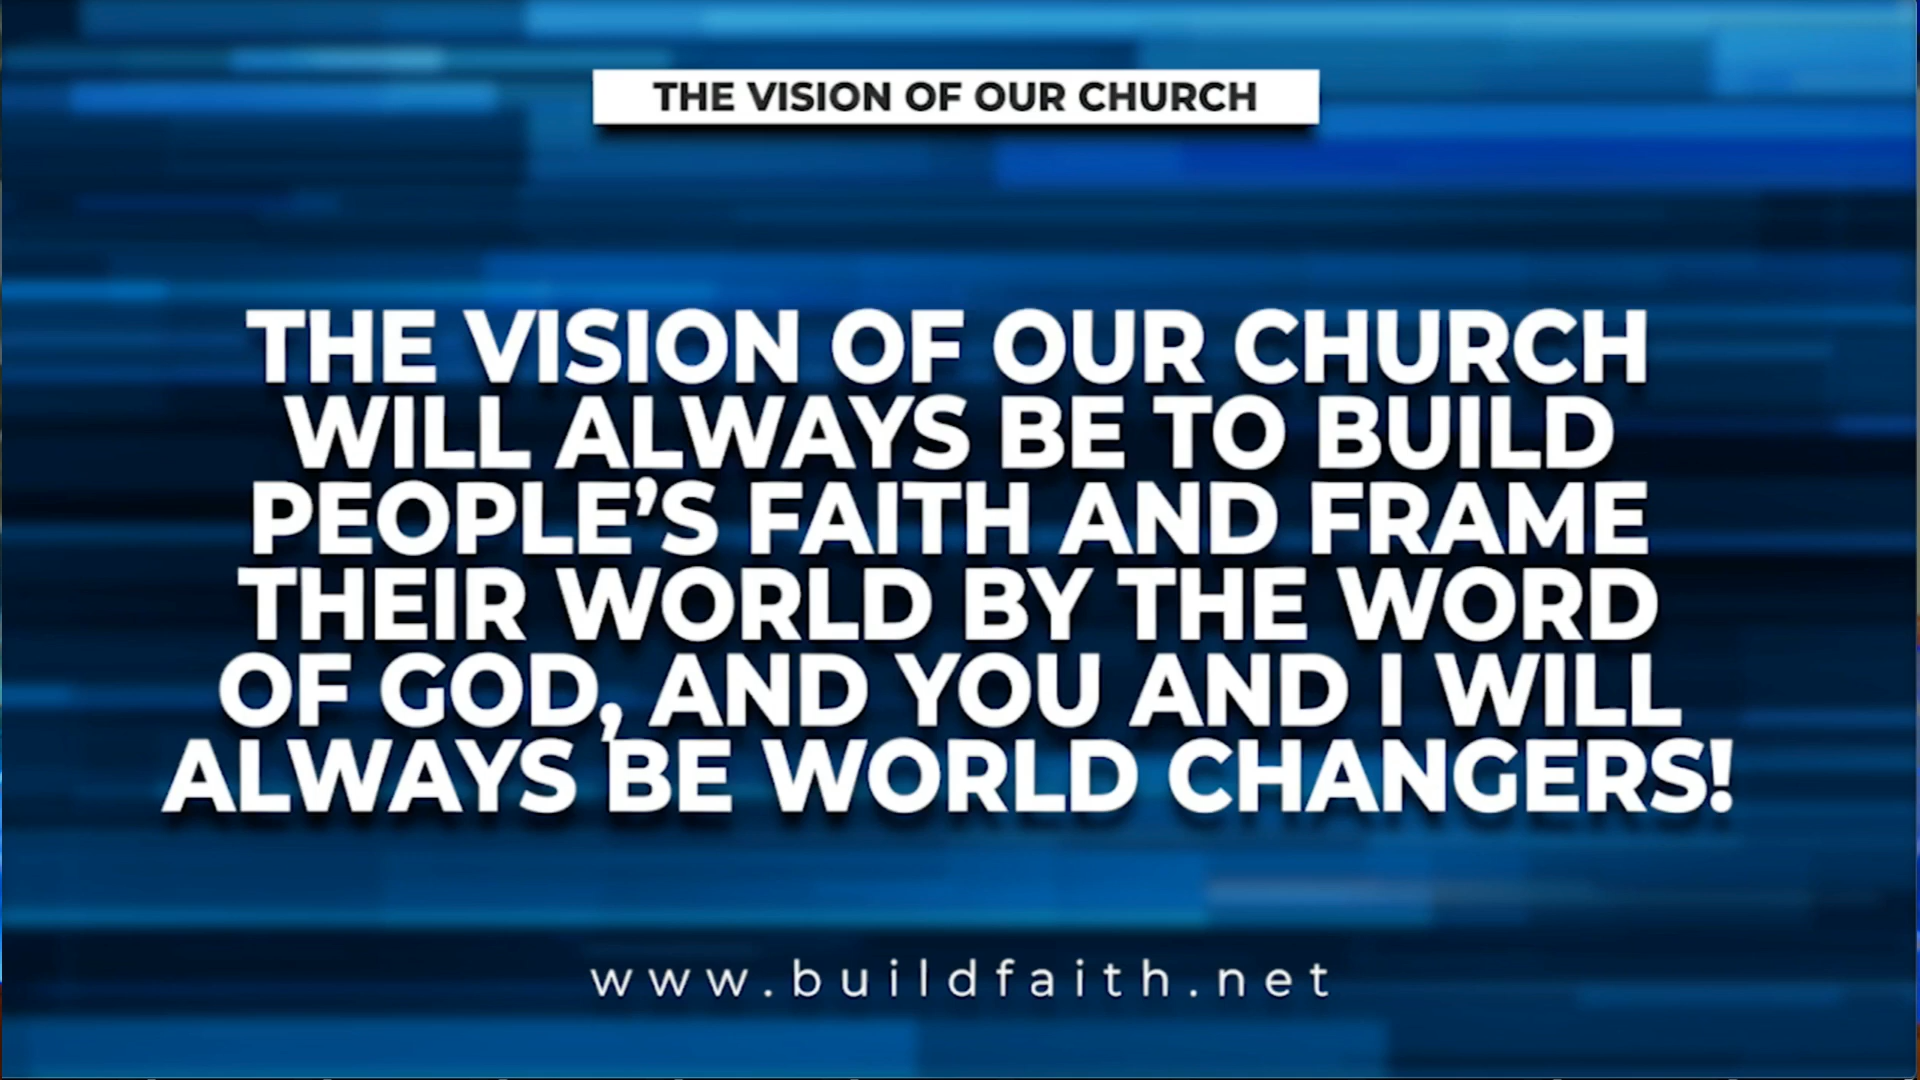 THE VISION OF OUR CHURCH
THE VISION OF OUR CHURCH
WILL ALWAYS BE TO BUILD
PEOPLE’S FAITH AND FRAME
THEIR WORLD BY THE WORD
OF GOD, AND YOU AND I WILL
ALWAYS BE WORLD CHANGERS!
www.buildfaith.net